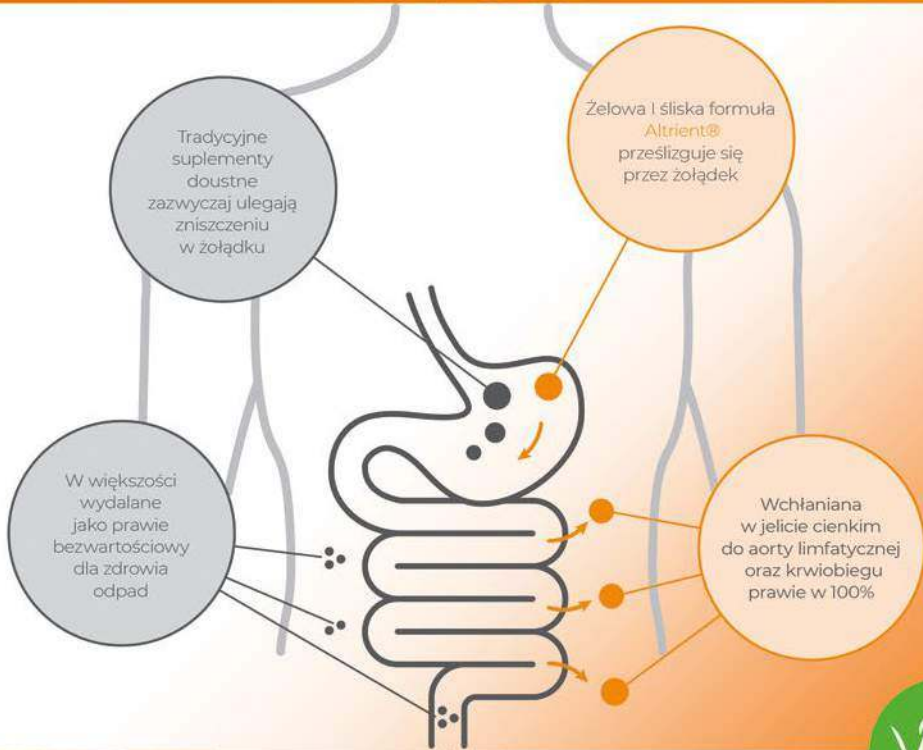 Tradycyjne
suplementy
doustne
zazwyczaj ulegają
zniszczeniu
w żołądku
Żelowa I śliska formuła
Altrient®
prześlizguje się
przez żołądek
W większości
wydalane
jako prawie
bezwartościowy
dla zdrowia
odpad
Wchłaniana
w jelicie cienkim
do aorty limfatycznej
oraz krwiobiegu
prawie w 100%